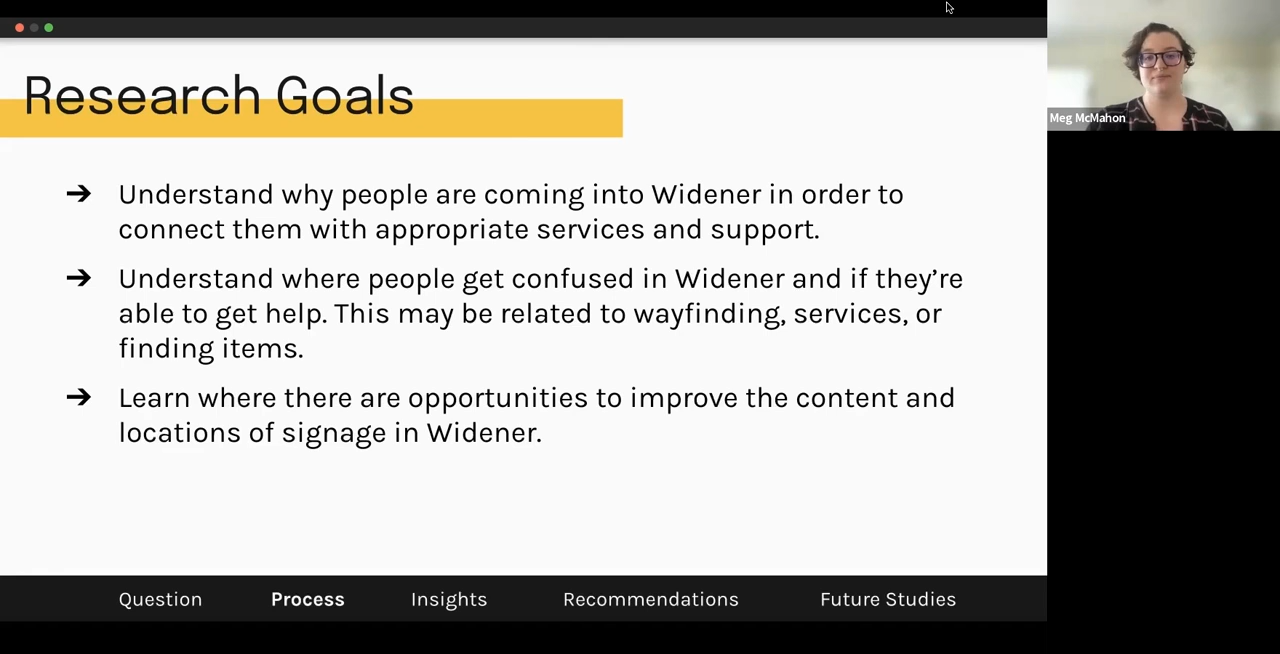 Research Goals
Meg McMahon
➔ Understand why people are coming into Widener in order to
connect them with appropriate services and support.
➔ Understand where people get confused in Widener and if they’re
able to get help. This may be related to wayfinding, services, or
finding items.
➔ Learn where there are opportunities to improve the content and
locations of signage in Widener.
Question Process Insights Recommendations Future Studies